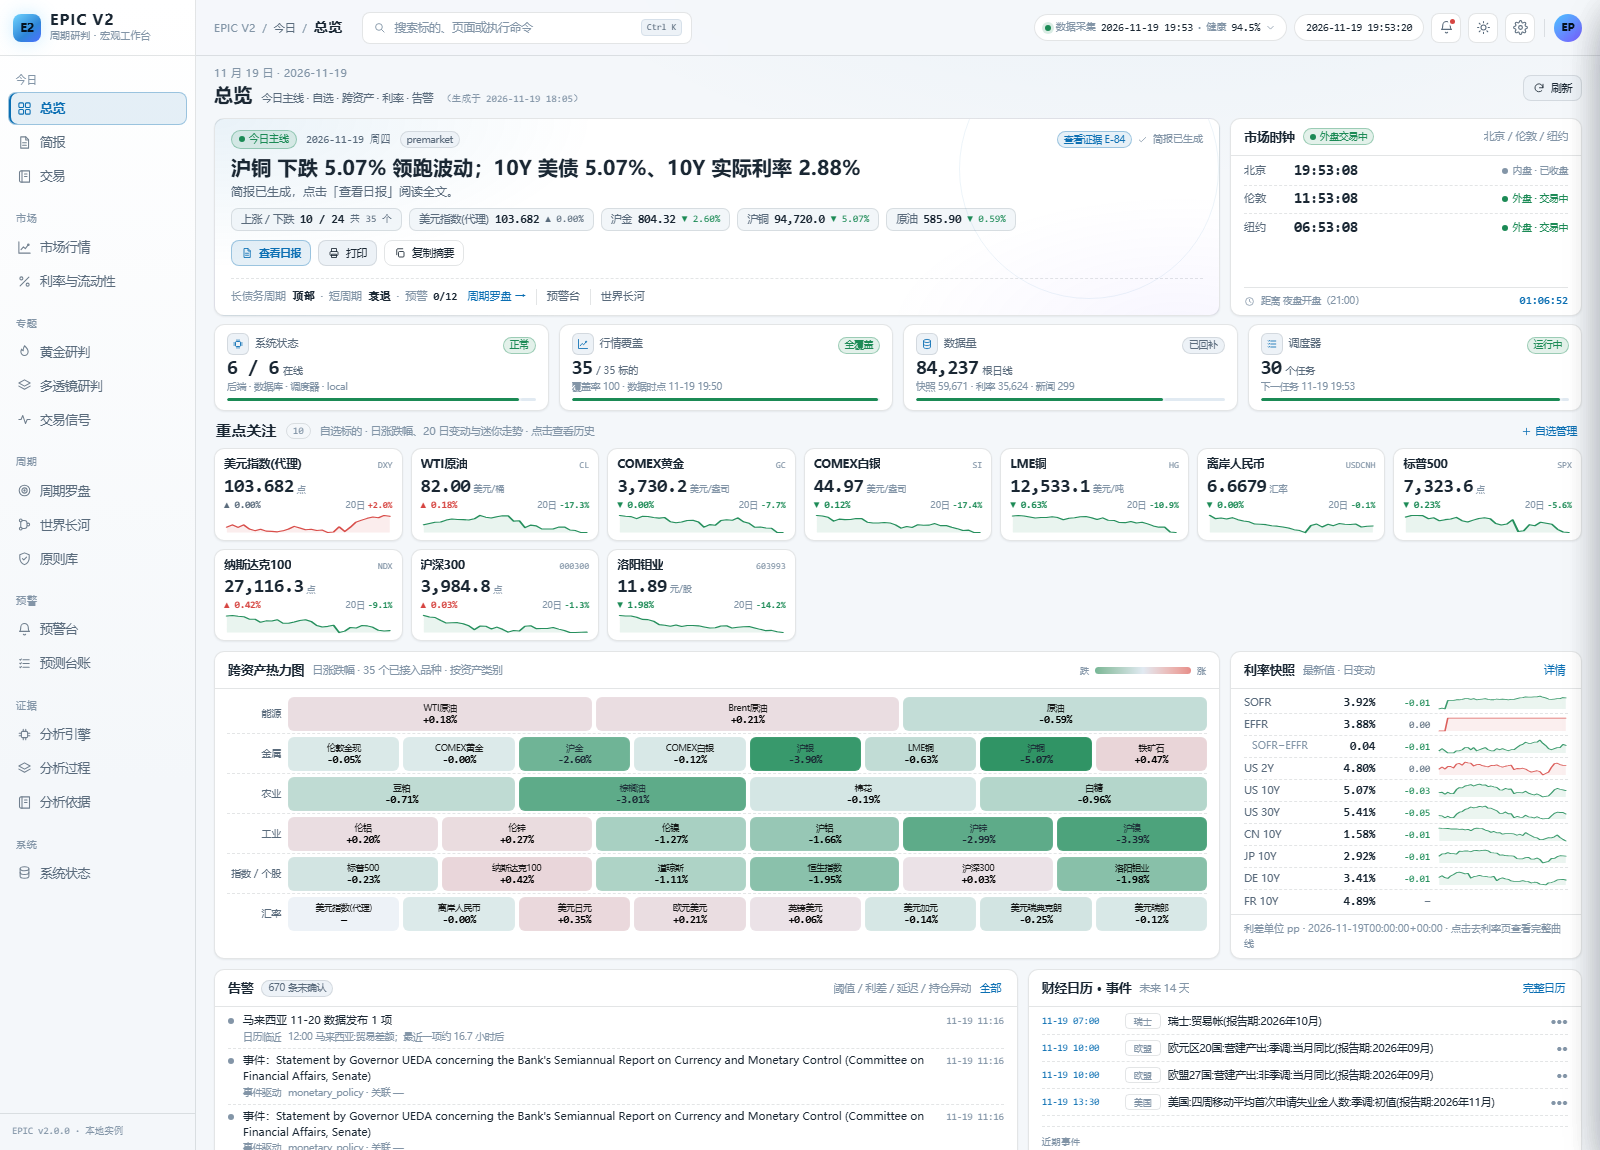 E2 EPIC V2
周期研判 · 宏观工作台
EPIC V2 / 今日 / 总览
搜索标的、页面或执行命令 Ctrl K
数据采集 2026-11-19 19:53 · 健康 94.5%
2026-11-19 19:53:20
EP
今日
总览
简报
交易
市场
市场行情
利率与流动性
专题
黄金研判
多透镜研判
交易信号
周期
周期罗盘
世界长河
原则库
预警
预警台
预测台账
证据
分析引擎
分析过程
分析依据
系统
系统状态
EPIC v2.0.0 · 本地实例
11 月 19 日 · 2026-11-19
总览 今日主线 · 自选 · 跨资产 · 利率 · 告警 (生成于 2026-11-19 18:05)
刷新
今日主线 2026-11-19 周四 premarket 查看证据 E-84 ✓ 简报已生成
沪铜 下跌 5.07% 领跑波动；10Y 美债 5.07%、10Y 实际利率 2.88%
简报已生成，点击「查看日报」阅读全文。
上涨 / 下跌 10 / 24 共 35 个
美元指数(代理) 103.682 ▲ 0.00%
沪金 804.32 ▼ 2.60%
沪铜 94,720.0 ▼ 5.07%
原油 585.90 ▼ 0.59%
查看日报 打印 复制摘要
长债务周期 顶部 · 短周期 衰退 · 预警 0/12 周期罗盘 → 预警台 世界长河
市场时钟 外盘交易中 北京 / 伦敦 / 纽约
北京 19:53:08 内盘 · 已收盘
伦敦 11:53:08 外盘 · 交易中
纽约 06:53:08 外盘 · 交易中
距离 夜盘开盘 (21:00) 01:06:52
系统状态 正常
6 / 6 在线
后端 · 数据库 · 调度器 · local
行情覆盖 全覆盖
35 / 35 标的
覆盖率 100 · 数据时点 11-19 19:50
数据量 已回补
84,237 根日线
快照 59,671 · 利率 35,624 · 新闻 299
调度器 运行中
30 个任务
下一任务 11-19 19:53
重点关注 10 自选标的 · 日涨跌幅、20 日变动与迷你走势 · 点击查看历史 + 自选管理
美元指数(代理) DXY
103.682 点
▲ 0.00% 20日 +2.0%
WTI原油 CL
82.00 美元/桶
▲ 0.18% 20日 -17.3%
COMEX黄金 GC
3,730.2 美元/盎司
▼ 0.00% 20日 -7.7%
COMEX白银 SI
44.97 美元/盎司
▼ 0.12% 20日 -17.4%
LME铜 HG
12,533.1 美元/吨
▼ 0.63% 20日 -10.9%
离岸人民币 USDCNH
6.6679 汇率
▼ 0.00% 20日 -0.1%
标普500 SPX
7,323.6 点
▼ 0.23% 20日 -5.6%
纳斯达克100 NDX
27,116.3 点
▲ 0.42% 20日 -9.1%
沪深300 000300
3,984.8 点
▲ 0.03% 20日 -1.3%
洛阳钼业 603993
11.89 元/股
▼ 1.98% 20日 -14.2%
跨资产热力图 日涨跌幅 · 35 个已接入品种 · 按资产类别 跌 涨
能源
WTI原油 +0.18%
Brent原油 +0.21%
原油 -0.59%
金属
伦敦金现 -0.05%
COMEX黄金 -0.00%
沪金 -2.60%
COMEX白银 -0.12%
沪银 -3.90%
LME铜 -0.63%
沪铜 -5.07%
铁矿石 +0.47%
农业
豆粕 -0.71%
棕榈油 -3.01%
棉花 -0.19%
白糖 -0.96%
工业
伦铝 +0.20%
伦锌 +0.27%
伦镍 -1.27%
沪铝 -1.66%
沪锌 -2.99%
沪镍 -3.39%
指数 / 个股
标普500 -0.23%
纳斯达克100 +0.42%
道琼斯 -1.11%
恒生指数 -1.95%
沪深300 +0.03%
洛阳钼业 -1.98%
汇率
美元指数(代理) —
离岸人民币 -0.00%
美元日元 +0.35%
欧元美元 +0.21%
英镑美元 +0.06%
美元加元 -0.14%
美元瑞典克朗 -0.25%
美元瑞郎 -0.12%
利率快照 最新值 · 日变动 详情
SOFR 3.92% -0.01
EFFR 3.88% 0.00
SOFR−EFFR 0.04 -0.01
US 2Y 4.80% 0.00
US 10Y 5.07% -0.03
US 30Y 5.41% -0.05
CN 10Y 1.58% -0.01
JP 10Y 2.92% -0.01
DE 10Y 3.41% -0.01
FR 10Y 4.89% —
利差单位 pp · 2026-11-19T00:00:00+00:00 · 点击去利率页查看完整曲
线
告警 670 条未确认 阈值 / 利差 / 延迟 / 持仓异动 全部
马来西亚 11-20 数据发布 1 项 11-19 11:16
日历临近 12:00 马来西亚:贸易差额；最近一项约 16.7 小时后
事件：Statement by Governor UEDA concerning the Bank's Semiannual Report on Currency and Monetary Control (Committee on 11-19 11:16
Financial Affairs, Senate)
事件驱动 monetary_policy · 关联 —
事件：Statement by Governor UEDA concerning the Bank's Semiannual Report on Currency and Monetary Control (Committee on 11-19 11:16
Financial Affairs, Senate)
事件驱动 monetary_policy · 关联 —
财经日历 • 事件 未来 14 天 完整日历
11-19 07:00 瑞士 瑞士:贸易帐(报告期:2026年10月)
11-19 10:00 欧盟 欧元区20国:营建产出:季调:当月同比(报告期:2026年09月)
11-19 10:00 欧盟 欧盟27国:营建产出:非季调:当月同比(报告期:2026年09月)
11-19 13:30 美国 美国:四周移动平均首次申请失业金人数:季调:初值(报告期:2026年11月)
近期事件